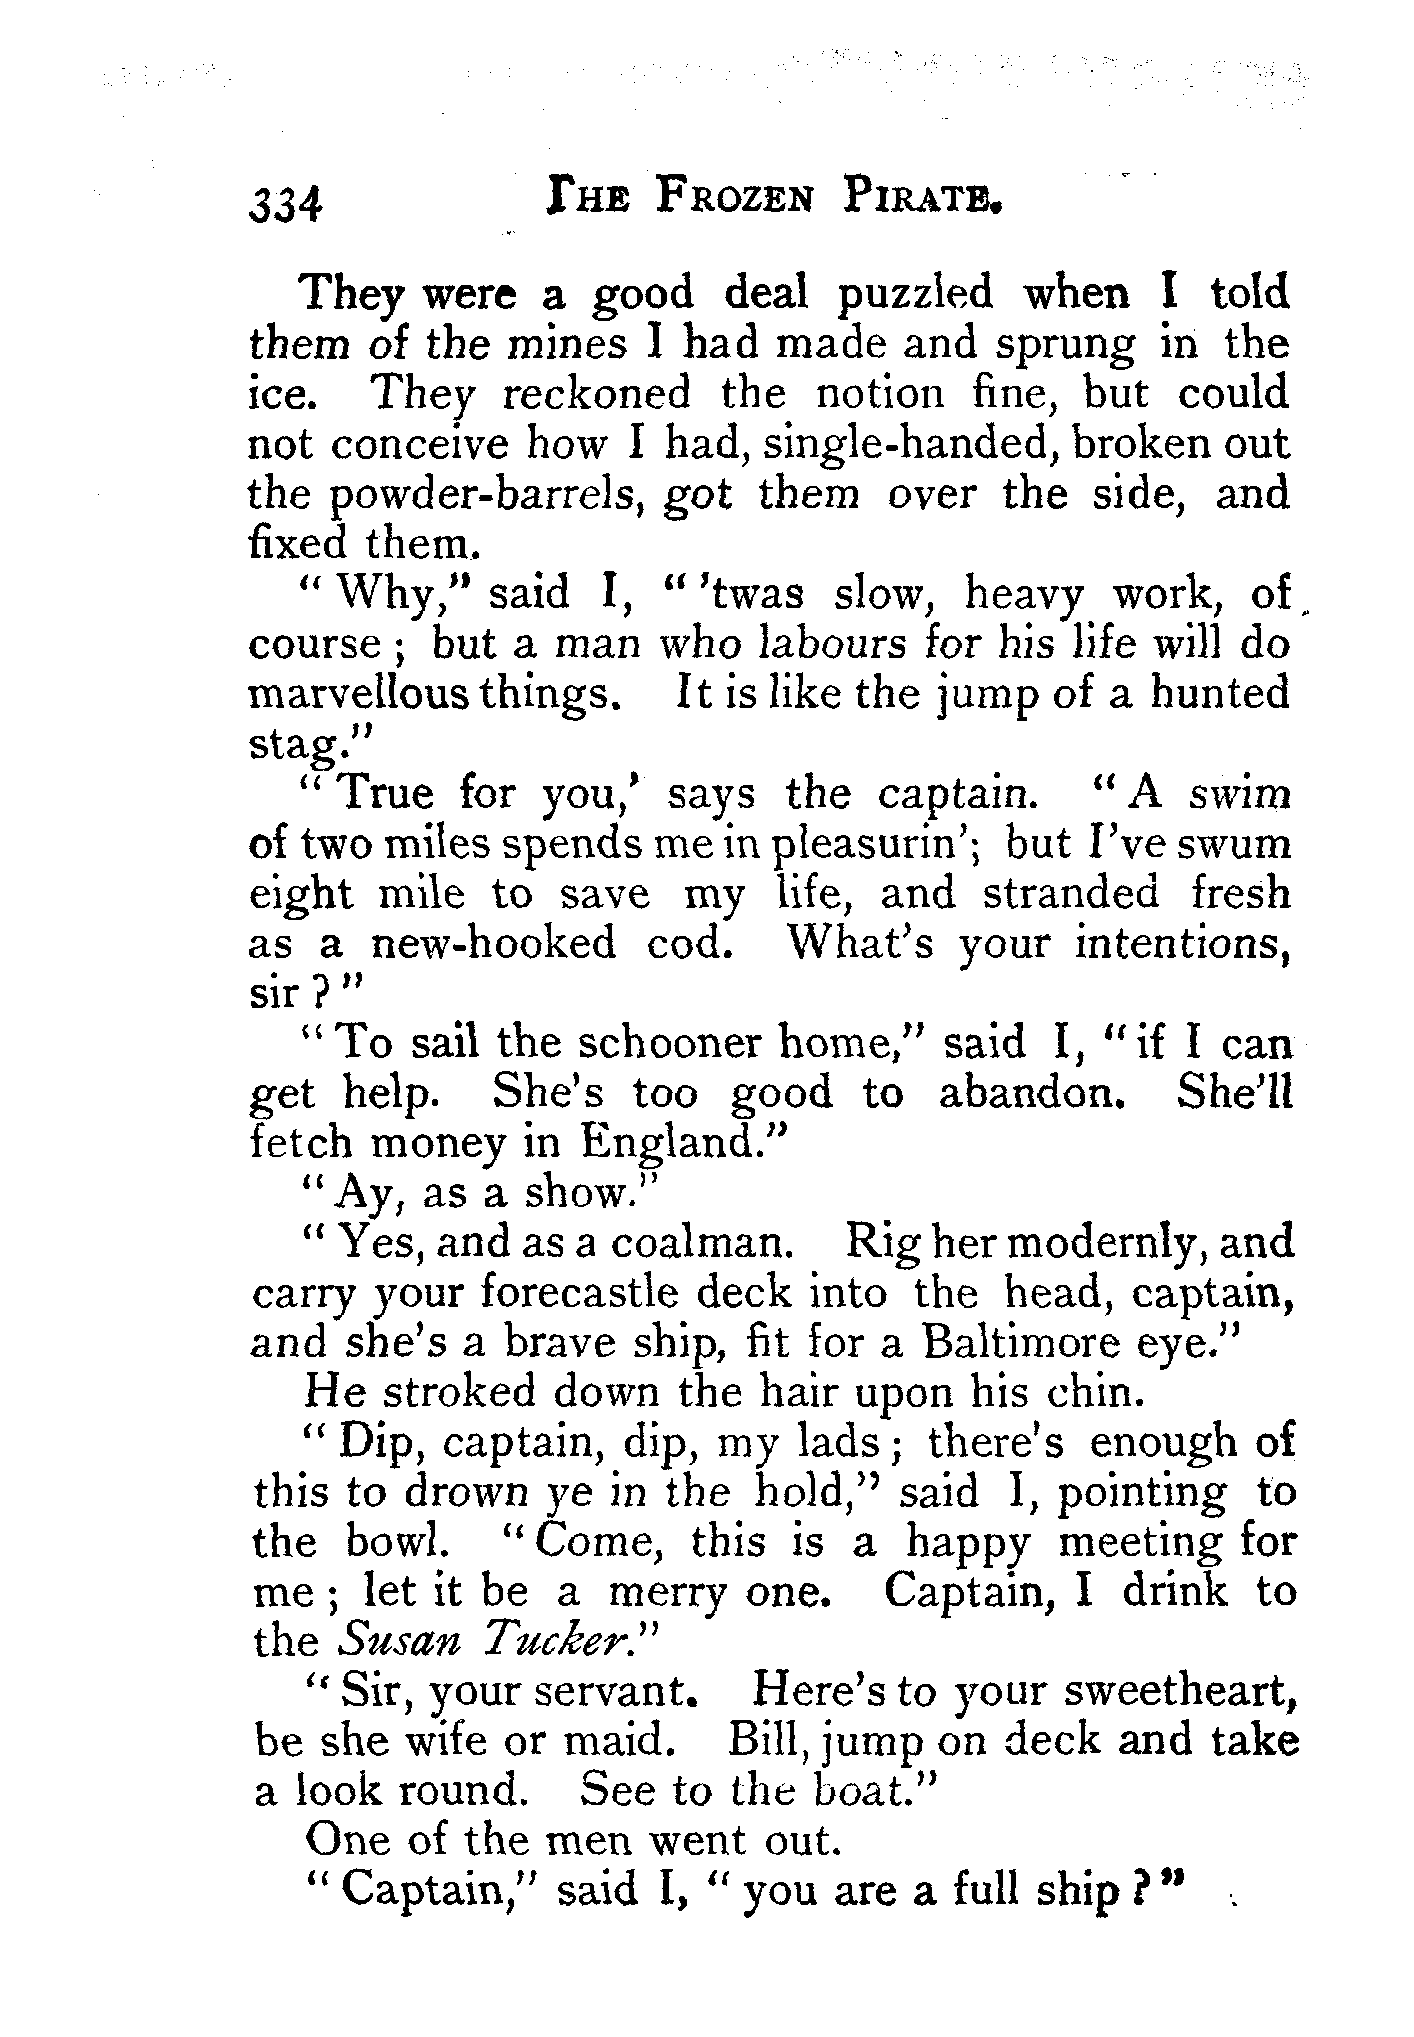 334 THE FROZEN PIRATE.
They were a good deal puzzled when I told
them of the mines I had made and sprung in the
ice. They reckoned the notion fine, but could
not conceive how I had, single-handed, broken out
the powder-barrels, got them over the side, and
fixed them.
" Why," said I, " 'twas slow, heavy work, of
course ; but a man who labours for his life will do
marvellous things. It is like the jump of a hunted
stag."
" True for you,' says the captain. " A swim
of two miles spends me in pleasurin'; but I've swum
eight mile to save my life, and stranded fresh
as a new-hooked cod. What's your intentions,
sir ? "
" To sail the schooner home," said I, " if I can
get help. She's too good to abandon. She'll
fetch money in England."
" Ay, as a show."
" Yes, and as a coalman. Rig her modernly, and
carry your forecastle deck into the head, captain,
and she's a brave ship, fit for a Baltimore eye."
He stroked down the hair upon his chin.
" Dip, captain, dip, my lads ; there's enough of
this to drown ye in the hold," said I, pointing to
the bowl. " Come, this is a happy meeting for
me ; let it be a merry one. Captain, I drink to
the Susan Tucker."
" Sir, your servant. Here's to your sweetheart,
be she wife or maid. Bill, jump on deck and take
a look round. See to the boat."
One of the men went out.
" Captain," said I, " you are a full ship ? "